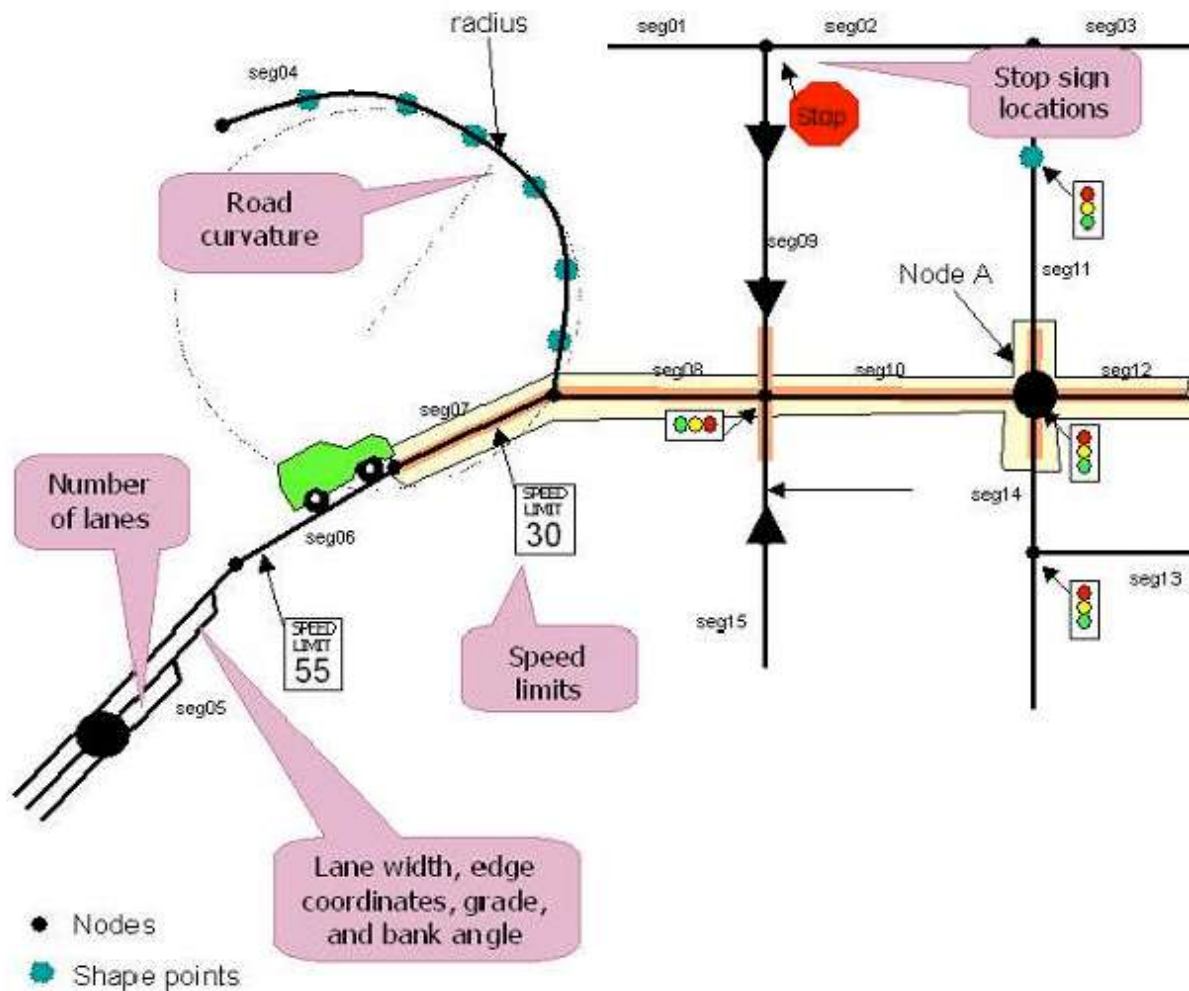 radius
seg01
seg02
seg03
seg04
Stop sign
locations
Stop
Road
curvature
seg09
Node A
seg11
seg08
seg10
seg12
seg07
Number
of lanes
SPEED
LIMIT
30
seg14
seg06
seg13
SPEED
LIMIT
55
seg15
Speed
limits
seg05
Lane width, edge
coordinates, grade,
and bank angle
Nodes
Shape points